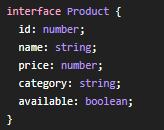 interface Product {
  id: number;
  name: string;
  price: number;
  category: string;
  available: boolean;
}